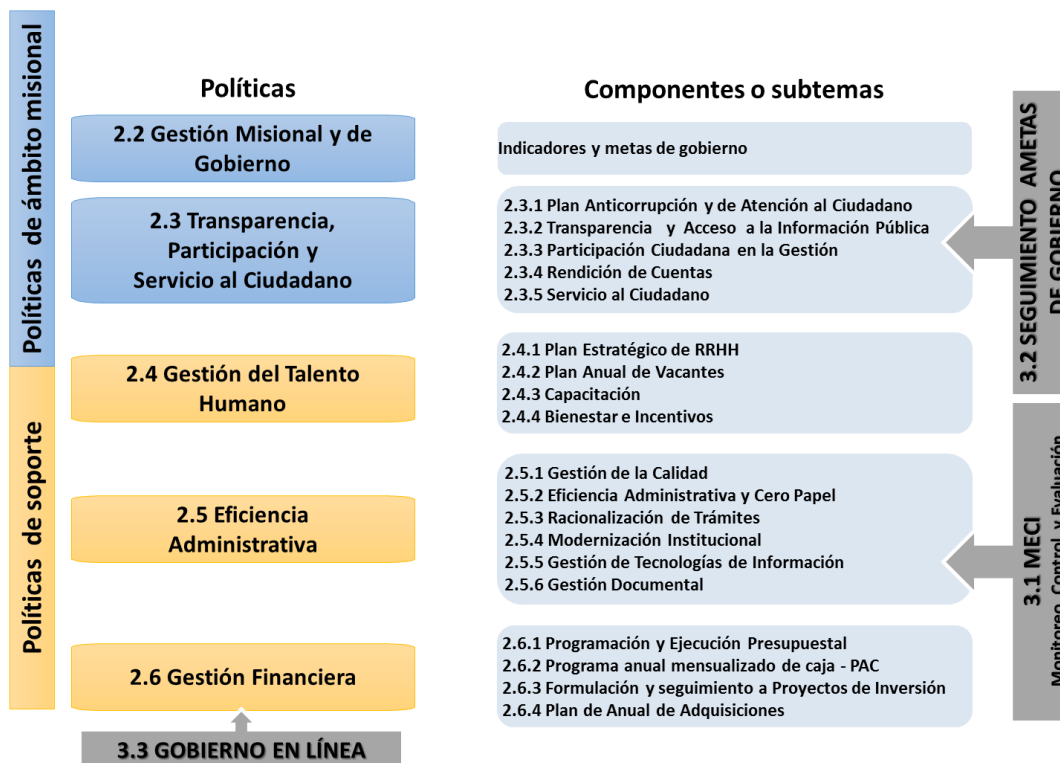 Políticas de ámbito misional
Políticas de soporte
Políticas
Componentes o subtemas
2.2 Gestión Misional y de
Gobierno
Indicadores y metas de gobierno
2.3 Transparencia,
Participación y
Servicio al Ciudadano
2.3.1 Plan Anticorrupción y de Atención al Ciudadano
2.3.2 Transparencia y Acceso a la Información Pública
2.3.3 Participación Ciudadana en la Gestión
2.3.4 Rendición de Cuentas
2.3.5 Servicio al Ciudadano
2.4 Gestión del Talento
Humano
2.4.1 Plan Estratégico de RRHH
2.4.2 Plan Anual de Vacantes
2.4.3 Capacitación
2.4.4 Bienestar e Incentivos
2.5 Eficiencia
Administrativa
2.5.1 Gestión de la Calidad
2.5.2 Eficiencia Administrativa y Cero Papel
2.5.3 Racionalización de Trámites
2.5.4 Modernización Institucional
2.5.5 Gestión de Tecnologías de Información
2.5.6 Gestión Documental
2.6 Gestión Financiera
2.6.1 Programación y Ejecución Presupuestal
2.6.2 Programa anual mensualizado de caja - PAC
2.6.3 Formulación y seguimiento a Proyectos de Inversión
2.6.4 Plan de Anual de Adquisiciones
3.3 GOBIERNO EN LÍNEA
3.2 SEGUIMIENTO AMETAS
DE GOBIERNO
3.1 MECI
Monitoreo, Control y Evaluación